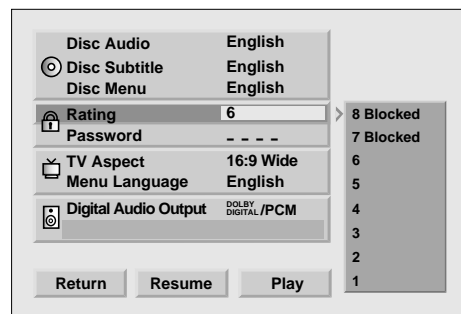 Disc Audio English
Disc Subtitle English
Disc Menu English
Rating 6
Password _ _ _ _
TV Aspect 16:9 Wide
Menu Language English
Digital Audio Output DOLBY DIGITAL /PCM
8 Blocked
7 Blocked
6
5
4
3
2
1
Return Resume Play